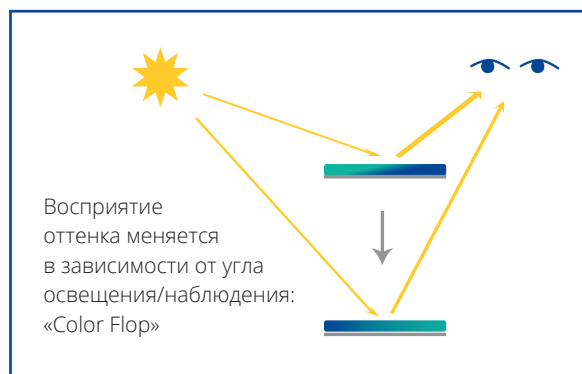 Восприятие
оттенка меняется
в зависимости от угла
освещения/наблюдения:
«Color Flop»